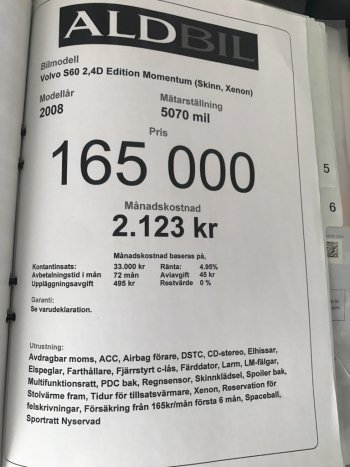 ALDBIL
Bilmodell
Volvo S60 2,4D Edition Momentum (Skinn, Xenon)
Modellår
2008
Mätarställning
5070 mil
Pris
165 000
Månadskostnad
2.123 kr
Månadskostnad baseras på,
Kontantinsats: 33.000 kr Ränta: 4.95%
Avbetalningstid i mån 72 mån Aviavgift 45 kr
Uppläggningsavgift 495 kr Restvärde 0 %
Garanti:
Se varudeklaration.
Utrustning:
Avdragbar moms, ACC, Airbag förare, DSTC, CD-stereo, Elhissar,
Elspeglar, Farthållare, Fjärrstyrt c-lås, Färddator, Larm, LM-fälgar,
Multifunktionsratt, PDC bak, Regnsensor, Skinnklädsel, Spoiler bak,
Stolvärme fram, Tidur för tillsatsvärmare, Xenon, Reservation för
felskrivningar, Försäkring från 165kr/mån första 6 mån, Spaceball,
Sportratt Nyservad
5
6